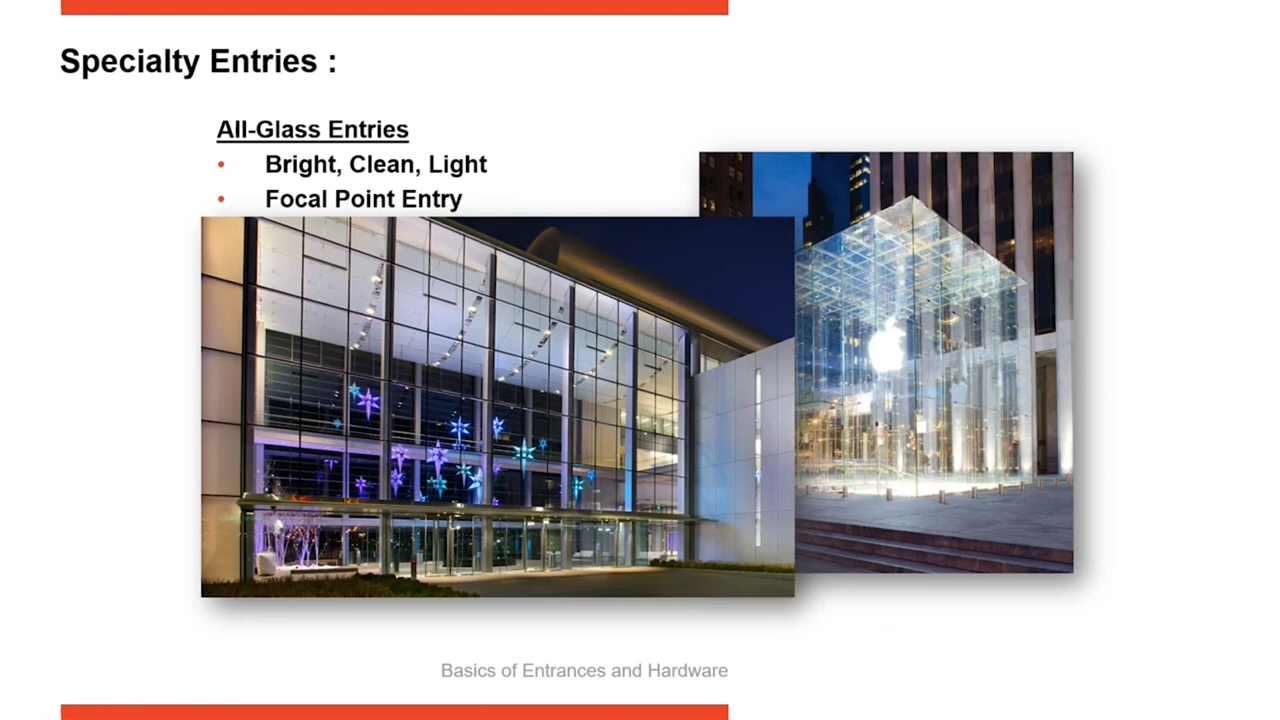 Specialty Entries :
All-Glass Entries
• Bright, Clean, Light
• Focal Point Entry
Basics of Entrances and Hardware